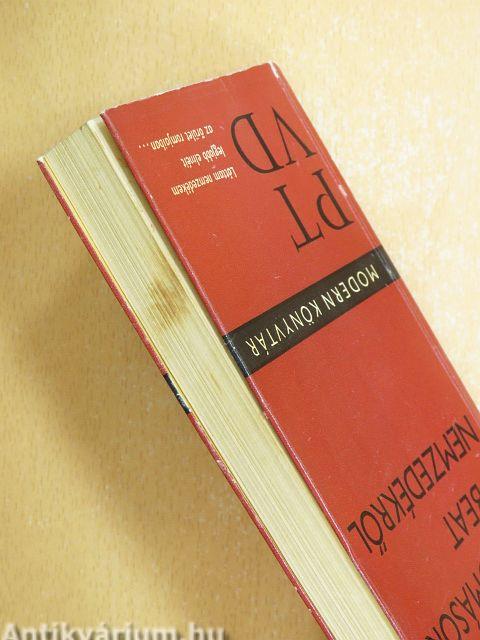 BEAT
NEMZEDÉKRŐL
MODERN KÖNYVTÁR
PT
VD
Láttam nemzedékem
legjobb elméit
az őrület romjaiban . . .
Antikvárium.hu